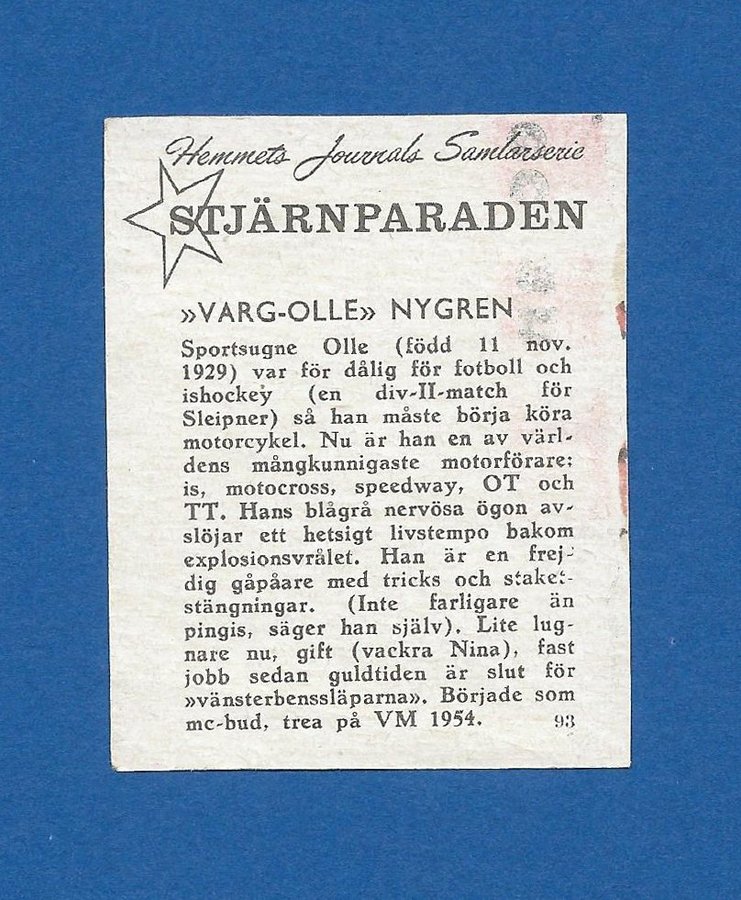 Hemmets Journals Samlarserie
STJÄRNPARADEN
»VARG-OLLE» NYGREN
Sportsugne Olle (född 11 nov.
1929) var för dålig för fotboll och
ishockey (en div-II-match för
Sleipner) så han måste börja köra
motorcykel. Nu är han en av värl-
dens mångkunnigaste motorförare:
is, motocross, speedway, OT och
TT. Hans blågrå nervösa ögon av-
slöjar ett hetsigt livstempo bakom
explosionsvrålet. Han är en frej-
dig gåpåare med tricks och staket-
stängningar. (Inte farligare än
pingis, säger han själv). Lite lug-
nare nu, gift (vackra Nina), fast
jobb sedan guldtiden är slut för
»vänsterbenssläparna». Började som
mc-bud, trea på VM 1954. 93